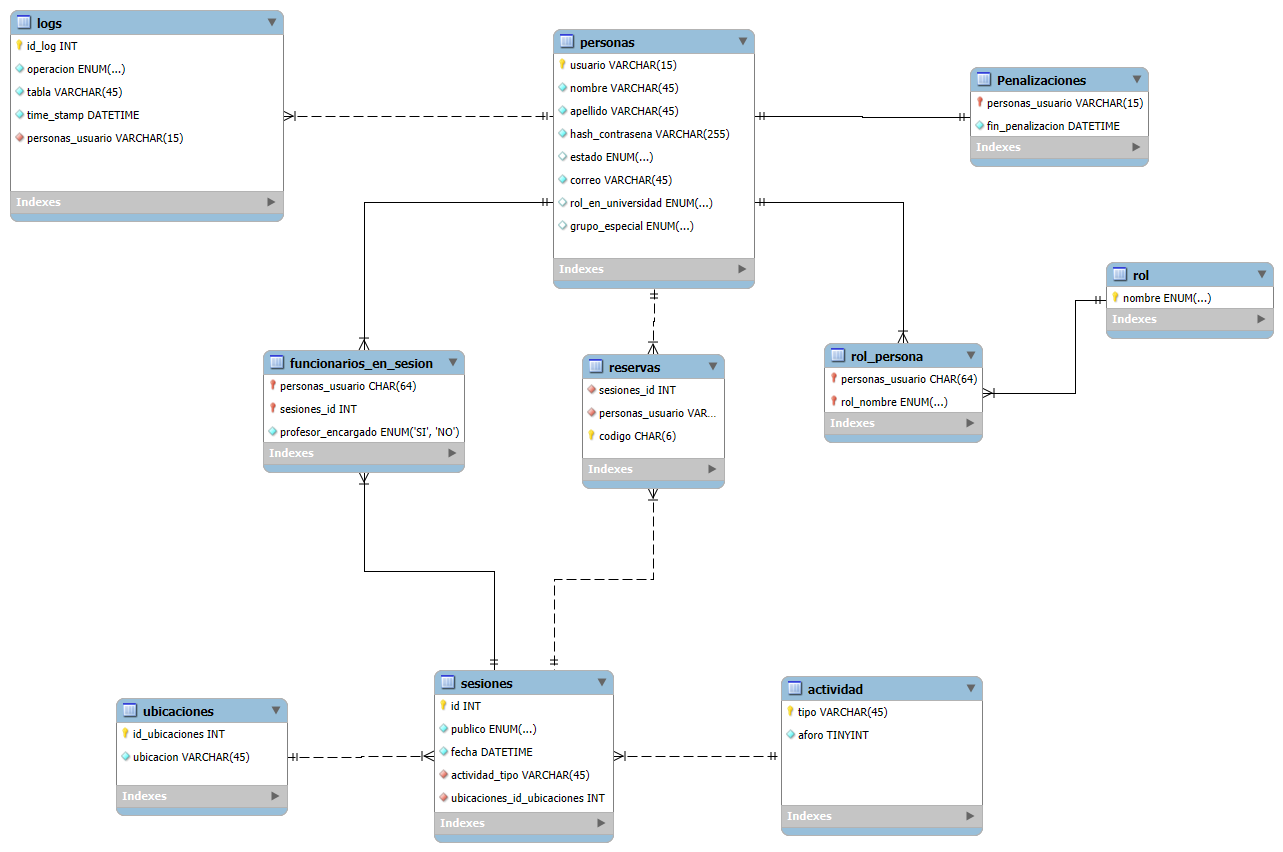 logs
id_log INT
operacion ENUM(...)
tabla VARCHAR(45)
time_stamp DATETIME
personas_usuario VARCHAR(15)
Indexes
personas
usuario VARCHAR(15)
nombre VARCHAR(45)
apellido VARCHAR(45)
hash_contrasena VARCHAR(255)
estado ENUM(...)
correo VARCHAR(45)
rol_en_universidad ENUM(...)
grupo_especial ENUM(...)
Indexes
Penalizaciones
personas_usuario VARCHAR(15)
fin_penalizacion DATETIME
Indexes
rol
nombre ENUM(...)
Indexes
funcionarios_en_sesion
personas_usuario CHAR(64)
sesiones_id INT
profesor_encargado ENUM('SI', 'NO')
Indexes
reservas
sesiones_id INT
personas_usuario VAR...
codigo CHAR(6)
Indexes
rol_persona
personas_usuario CHAR(64)
rol_nombre ENUM(...)
Indexes
ubicaciones
id_ubicaciones INT
ubicacion VARCHAR(45)
Indexes
sesiones
id INT
publico ENUM(...)
fecha DATETIME
actividad_tipo VARCHAR(45)
ubicaciones_id_ubicaciones INT
Indexes
actividad
tipo VARCHAR(45)
aforo TINYINT
Indexes